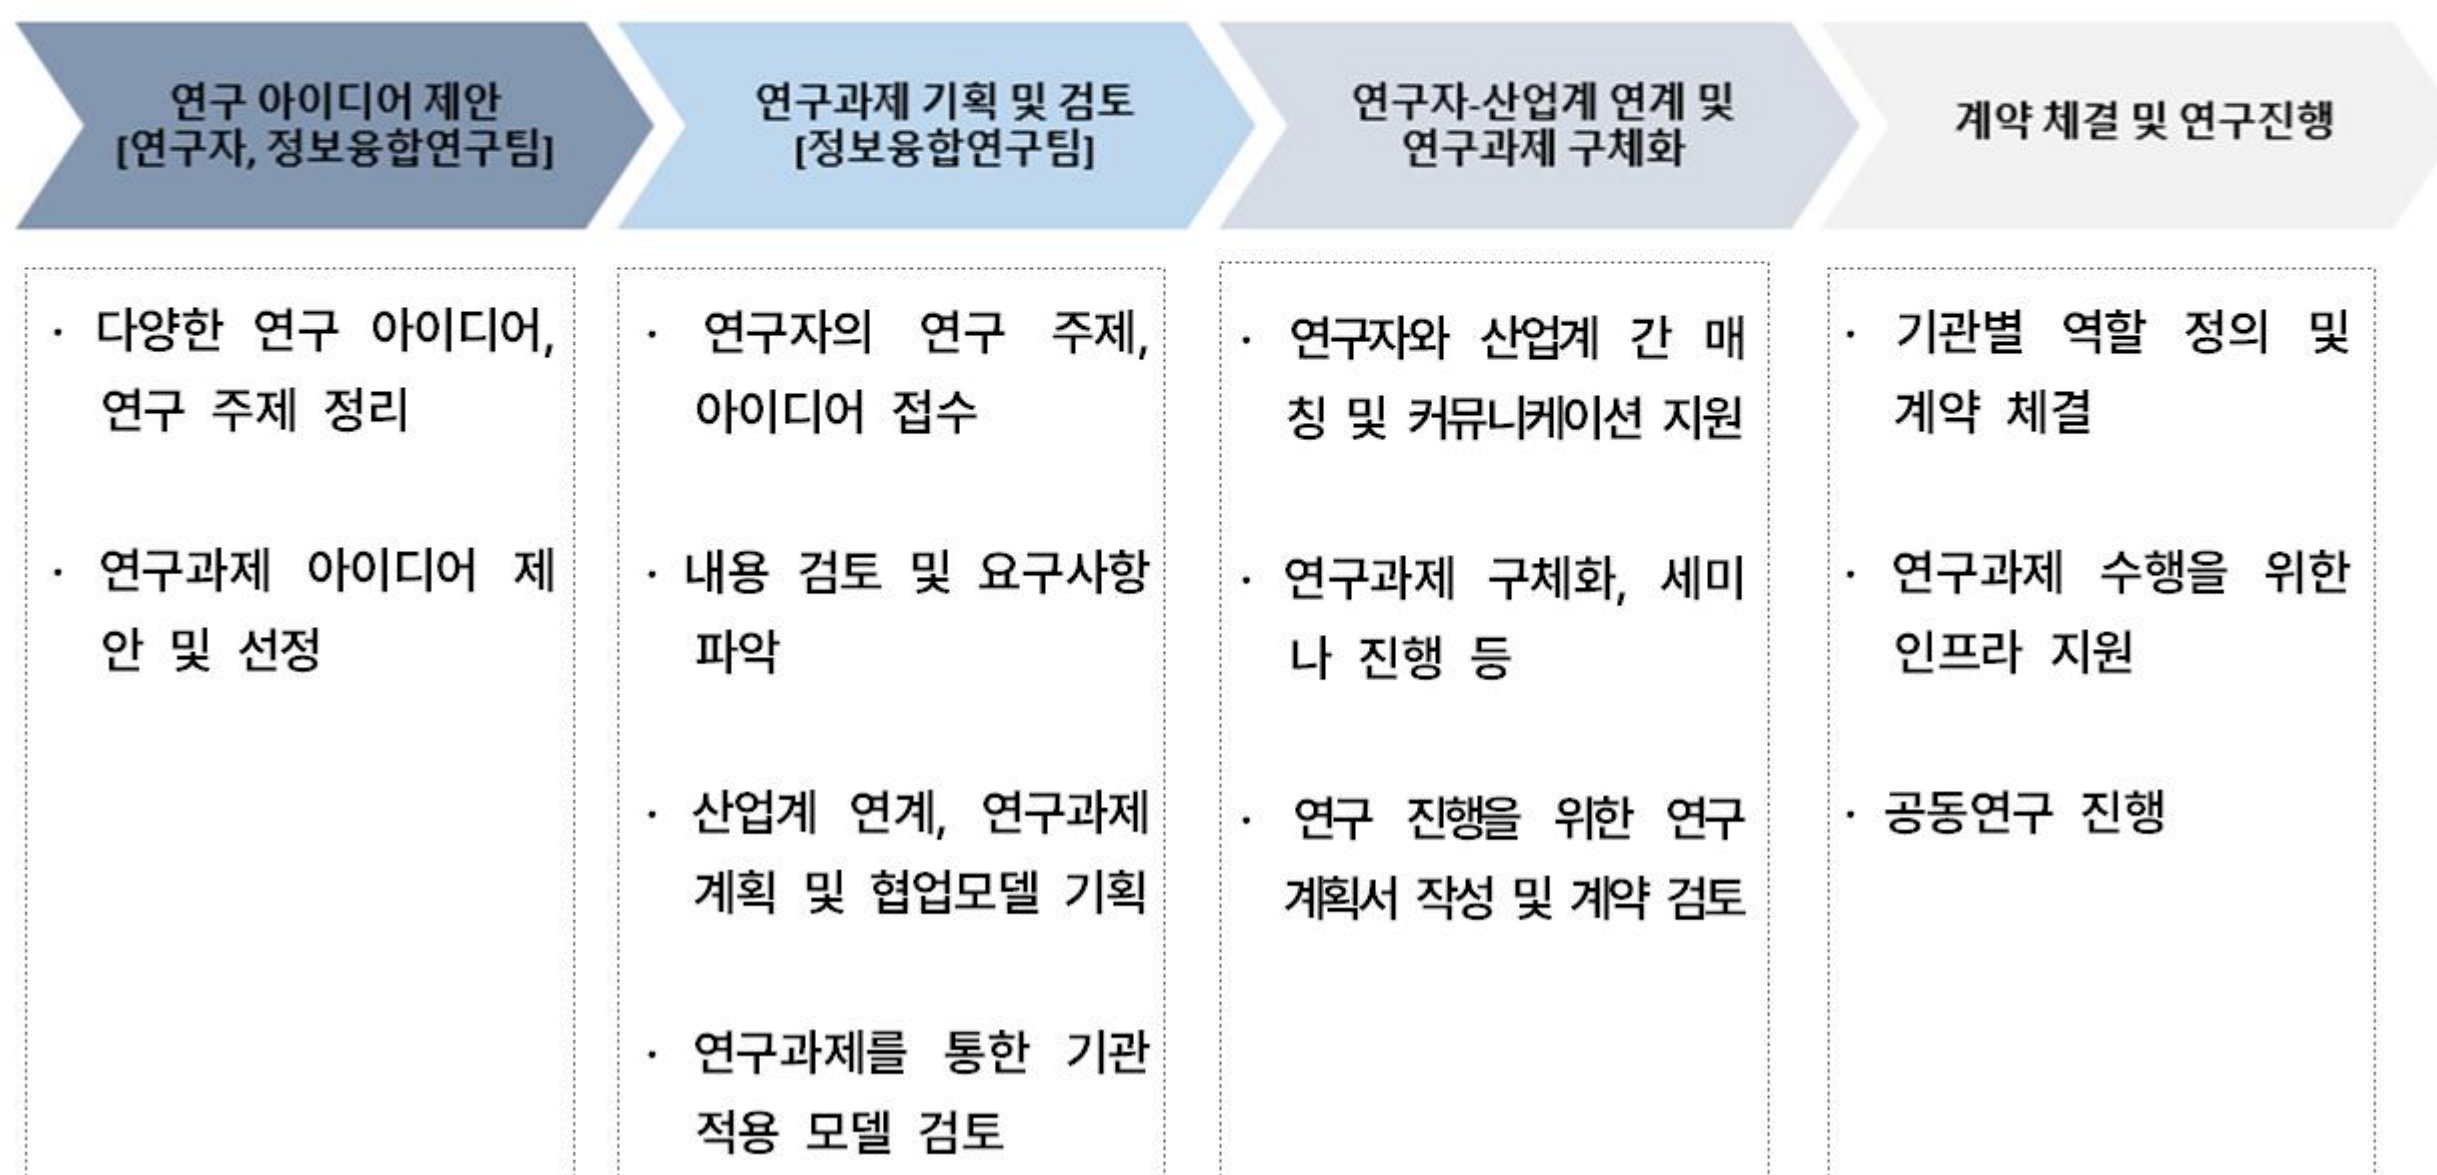 연구 아이디어 제안
[연구자, 정보융합연구팀]
연구과제 기획 및 검토
[정보융합연구팀]
연구자-산업계 연계 및
연구과제 구체화
계약 체결 및 연구진행
· 다양한 연구 아이디어,
연구 주제 정리
· 연구과제 아이디어 제
안 및 선정
· 연구자의 연구 주제,
아이디어 접수
· 내용 검토 및 요구사항
파악
· 산업계 연계, 연구과제
계획 및 협업모델 기획
· 연구과제를 통한 기관
적용 모델 검토
· 연구자와 산업계 간 매
칭 및 커뮤니케이션 지원
· 연구과제 구체화, 세미
나 진행 등
· 연구 진행을 위한 연구
계획서 작성 및 계약 검토
· 기관별 역할 정의 및
계약 체결
· 연구과제 수행을 위한
인프라 지원
· 공동연구 진행